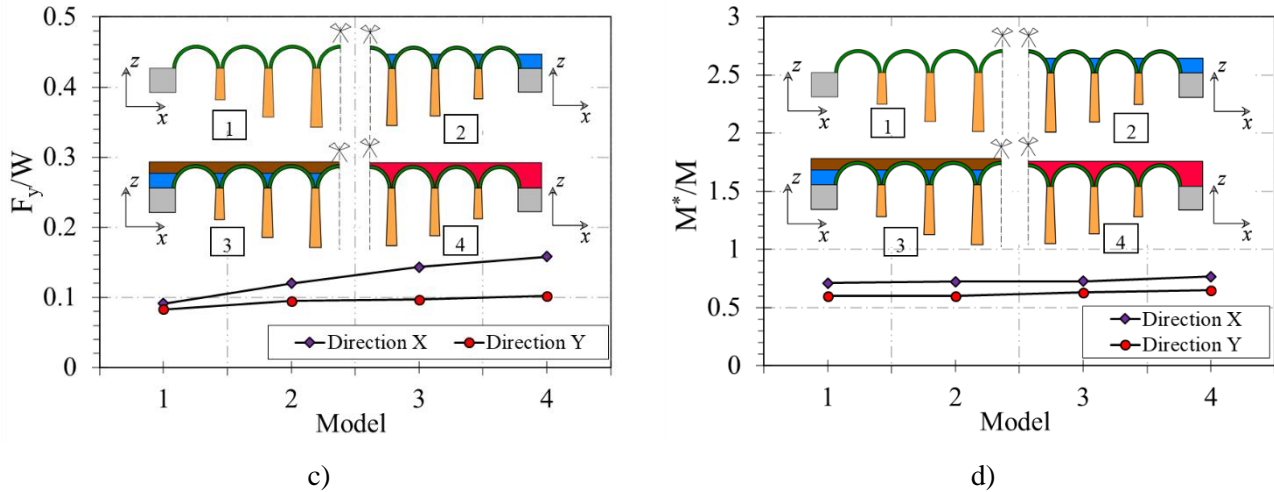 0.5
0.4
0.3
0.2
0.1
0
F_y/W
z
x
1
z
x
2
z
x
3
z
x
4
Direction X
Direction Y
1 2 3 4
Model
c)
3
2.5
2
1.5
1
0.5
0
M*/M
z
x
1
z
x
2
z
x
3
z
x
4
Direction X
Direction Y
1 2 3 4
Model
d)